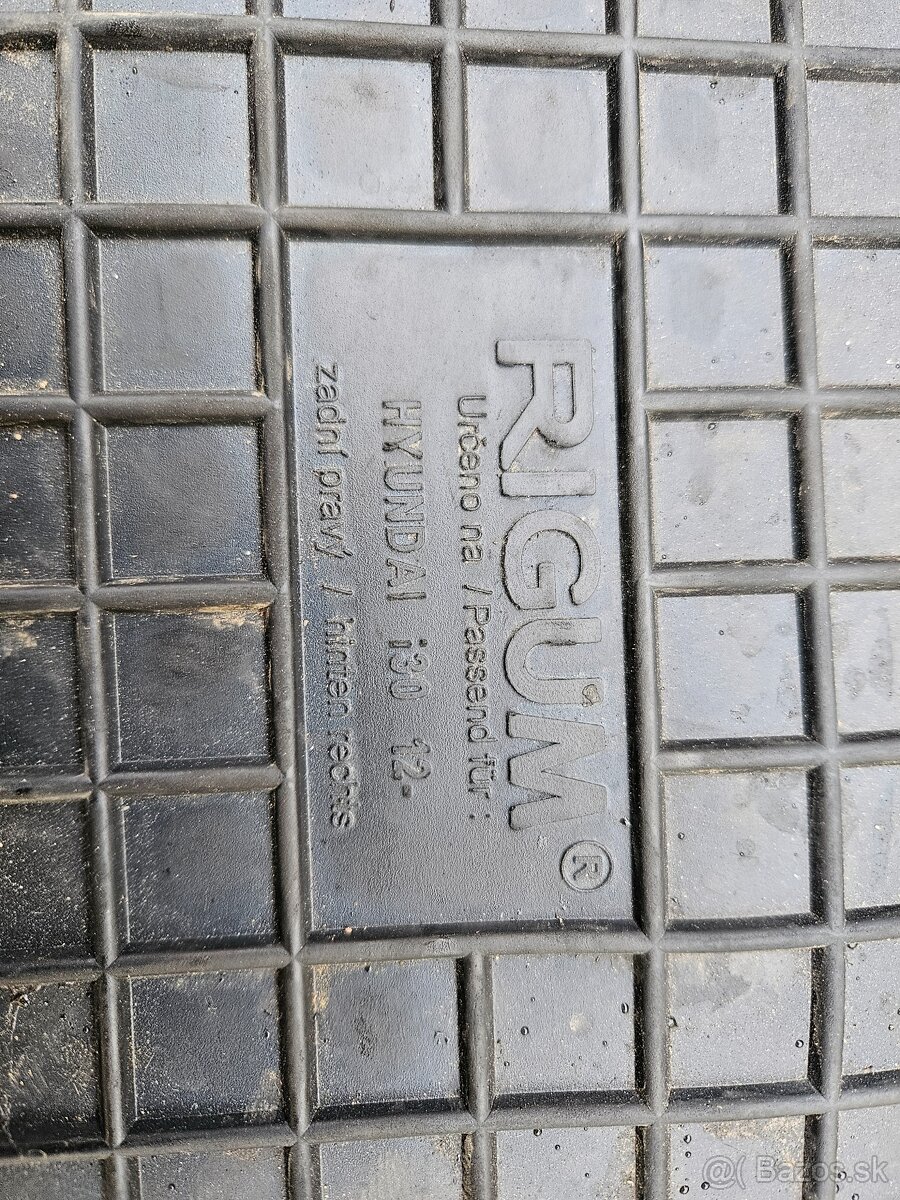 RIGUM®
Určeno na / Passend für :
HYUNDAI i30 12-
zadní pravý / hinten rechts
@( Bazos.sk